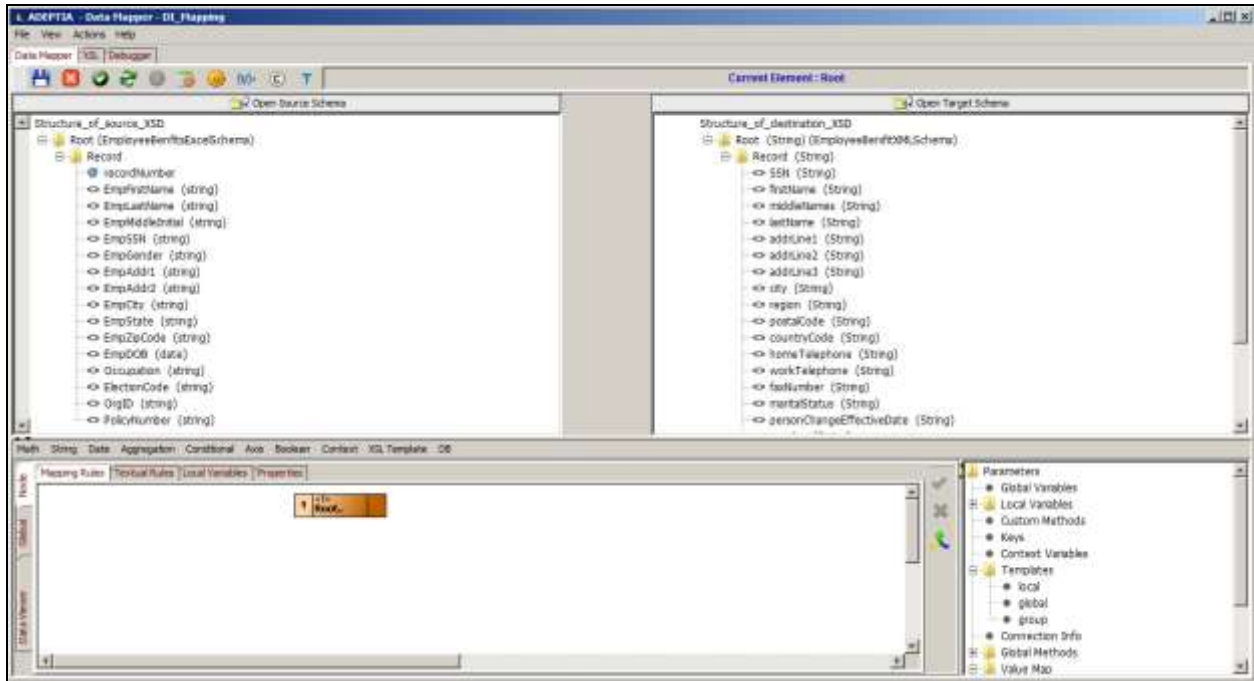 ADEPTIA - Data Mapper - DI_Mapping
File View Actions Help
Data Mapper XSL Debugger
Current Element : Root
Open Source Schema
Open Target Schema
Structure_of_source_XSD
Root (EmployeeBenfitsExcelSchema)
Record
recordNumber
EmpFirstName (string)
EmpLastName (string)
EmpMiddleInitial (string)
EmpSSN (string)
EmpGender (string)
EmpAddr1 (string)
EmpAddr2 (string)
EmpCity (string)
EmpState (string)
EmpZipCode (string)
EmpDOB (date)
Occupation (string)
ElectionCode (string)
OrgID (string)
PolicyNumber (string)
Structure_of_destination_XSD
Root (String) (EmployeeBenfitXMLSchema)
Record (String)
SSN (String)
firstName (String)
middleNames (String)
lastName (String)
addrLine1 (String)
addrLine2 (String)
addrLine3 (String)
city (String)
region (String)
postalCode (String)
countryCode (String)
homeTelephone (String)
workTelephone (String)
faxNumber (String)
maritalStatus (String)
personChangeEffectiveDate (String)
Math String Date Aggregation Conditional Axis Boolean Context XSL Template DB
Node
Global
Data Viewer
Mapping Rules Textual Rules Local Variables Properties
Root..
Parameters
Global Variables
Local Variables
Custom Methods
Keys
Context Variables
Templates
local
global
group
Connection Info
Global Methods
Value Map